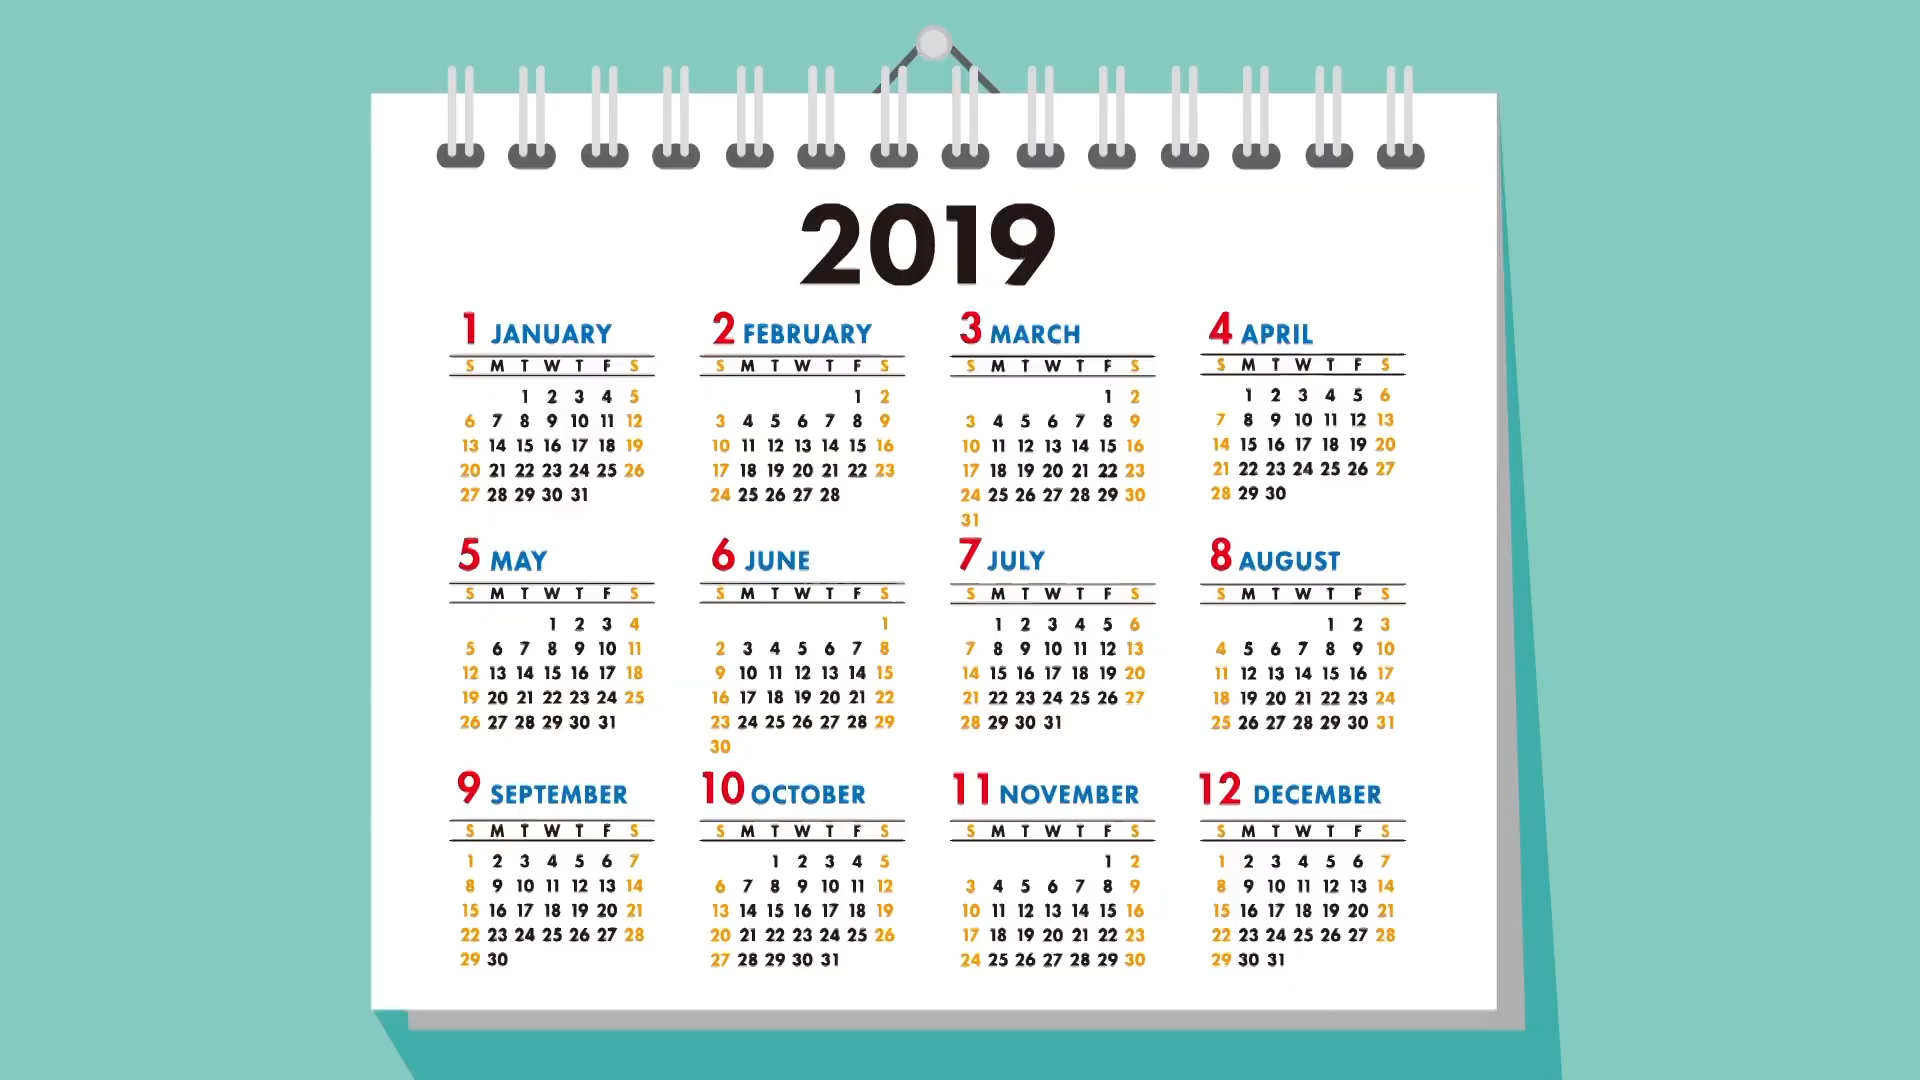 2019
1 JANUARY 2 FEBRUARY 3 MARCH 4 APRIL
S M T W T F S S M T W T F S S M T W T F S S M T W T F S
1 2 3 4 5 1 2 1 2 1 2 3 4 5 6
6 7 8 9 10 11 12 3 4 5 6 7 8 9 3 4 5 6 7 8 9 7 8 9 10 11 12 13
13 14 15 16 17 18 19 10 11 12 13 14 15 16 10 11 12 13 14 15 16 14 15 16 17 18 19 20
20 21 22 23 24 25 26 17 18 19 20 21 22 23 17 18 19 20 21 22 23 21 22 23 24 25 26 27
27 28 29 30 31 24 25 26 27 28 24 25 26 27 28 29 30 28 29 30
31
5 MAY 6 JUNE 7 JULY 8 AUGUST
S M T W T F S S M T W T F S S M T W T F S S M T W T F S
1 2 3 4 1 1 2 3 4 5 6 1 2 3
5 6 7 8 9 10 11 2 3 4 5 6 7 8 7 8 9 10 11 12 13 4 5 6 7 8 9 10
12 13 14 15 16 17 18 9 10 11 12 13 14 15 14 15 16 17 18 19 20 11 12 13 14 15 16 17
19 20 21 22 23 24 25 16 17 18 19 20 21 22 21 22 23 24 25 26 27 18 19 20 21 22 23 24
26 27 28 29 30 31 23 24 25 26 27 28 29 28 29 30 31 25 26 27 28 29 30 31
30
9 SEPTEMBER 10 OCTOBER 11 NOVEMBER 12 DECEMBER
S M T W T F S S M T W T F S S M T W T F S S M T W T F S
1 2 3 4 5 6 7 1 2 3 4 5 1 2 1 2 3 4 5 6 7
8 9 10 11 12 13 14 6 7 8 9 10 11 12 3 4 5 6 7 8 9 8 9 10 11 12 13 14
15 16 17 18 19 20 21 13 14 15 16 17 18 19 10 11 12 13 14 15 16 15 16 17 18 19 20 21
22 23 24 25 26 27 28 20 21 22 23 24 25 26 17 18 19 20 21 22 23 22 23 24 25 26 27 28
29 30 27 28 29 30 31 24 25 26 27 28 29 30 29 30 31